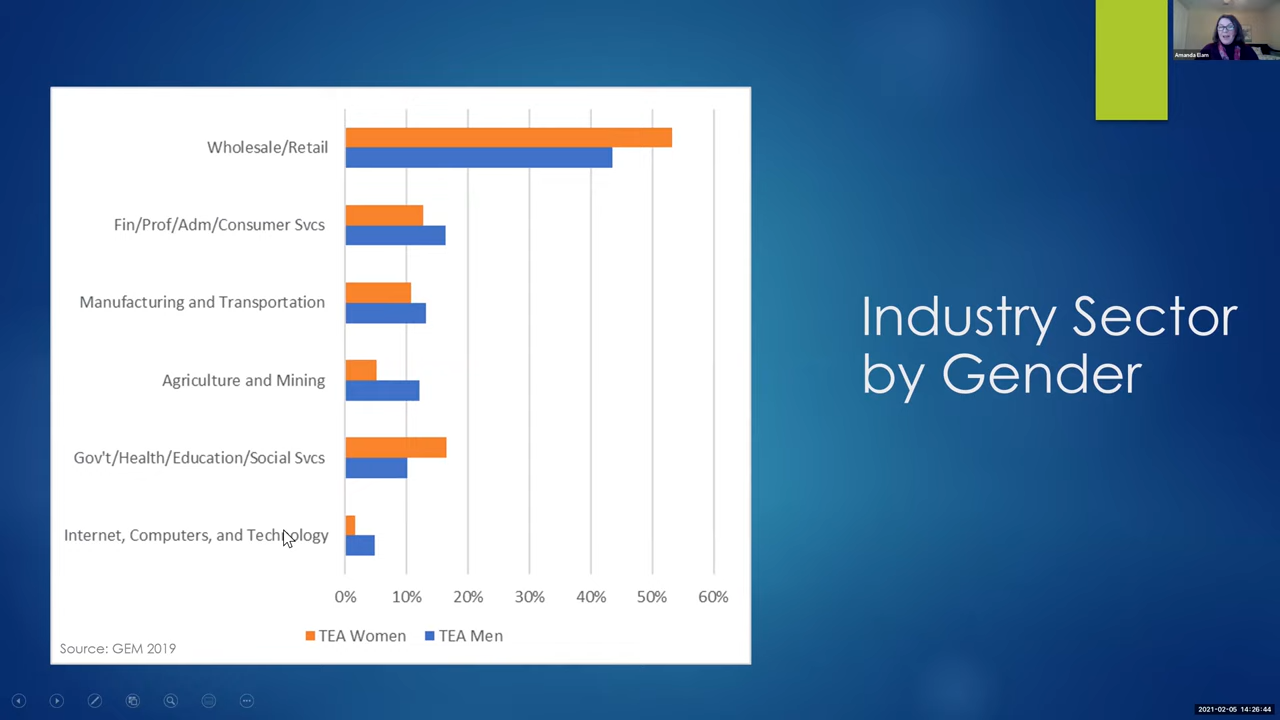 Amanda Elam
Wholesale/Retail
Fin/Prof/Adm/Consumer Svcs
Manufacturing and Transportation
Agriculture and Mining
Gov't/Health/Education/Social Svcs
Internet, Computers, and Technology
0% 10% 20% 30% 40% 50% 60%
TEA Women TEA Men
Source: GEM 2019
Industry Sector
by Gender
2021-02-05 14:26:44